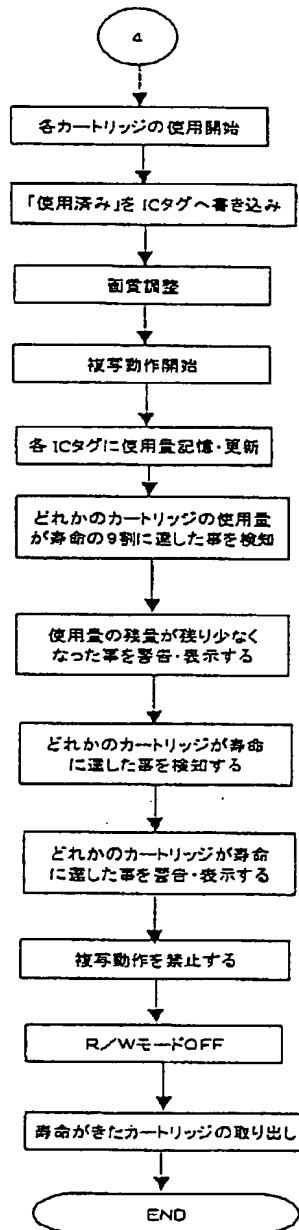 4
各カートリッジの使用開始
「使用済み」をICタグへ書き込み
画質調整
複写動作開始
各ICタグに使用量記憶・更新
どれかのカートリッジの使用量
が寿命の9割に達した事を検知
使用量の残量が残り少なく
なった事を警告・表示する
どれかのカートリッジが寿命
に達した事を検知する
どれかのカートリッジが寿命
に達した事を警告・表示する
複写動作を禁止する
R/WモードOFF
寿命がきたカートリッジの取り出し
END